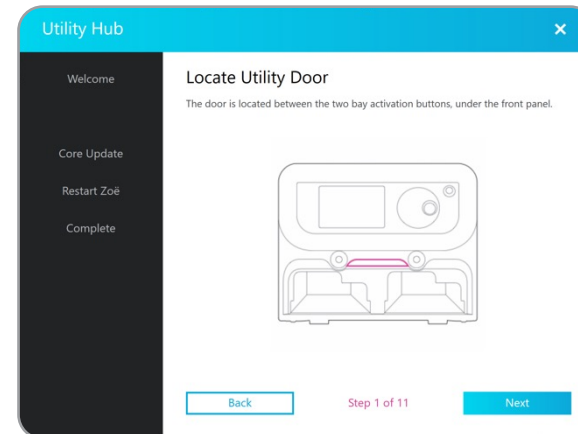 Utility Hub
Welcome
Core Update
Restart Zoë
Complete
Locate Utility Door
The door is located between the two bay activation buttons, under the front panel.
Back
Step 1 of 11
Next